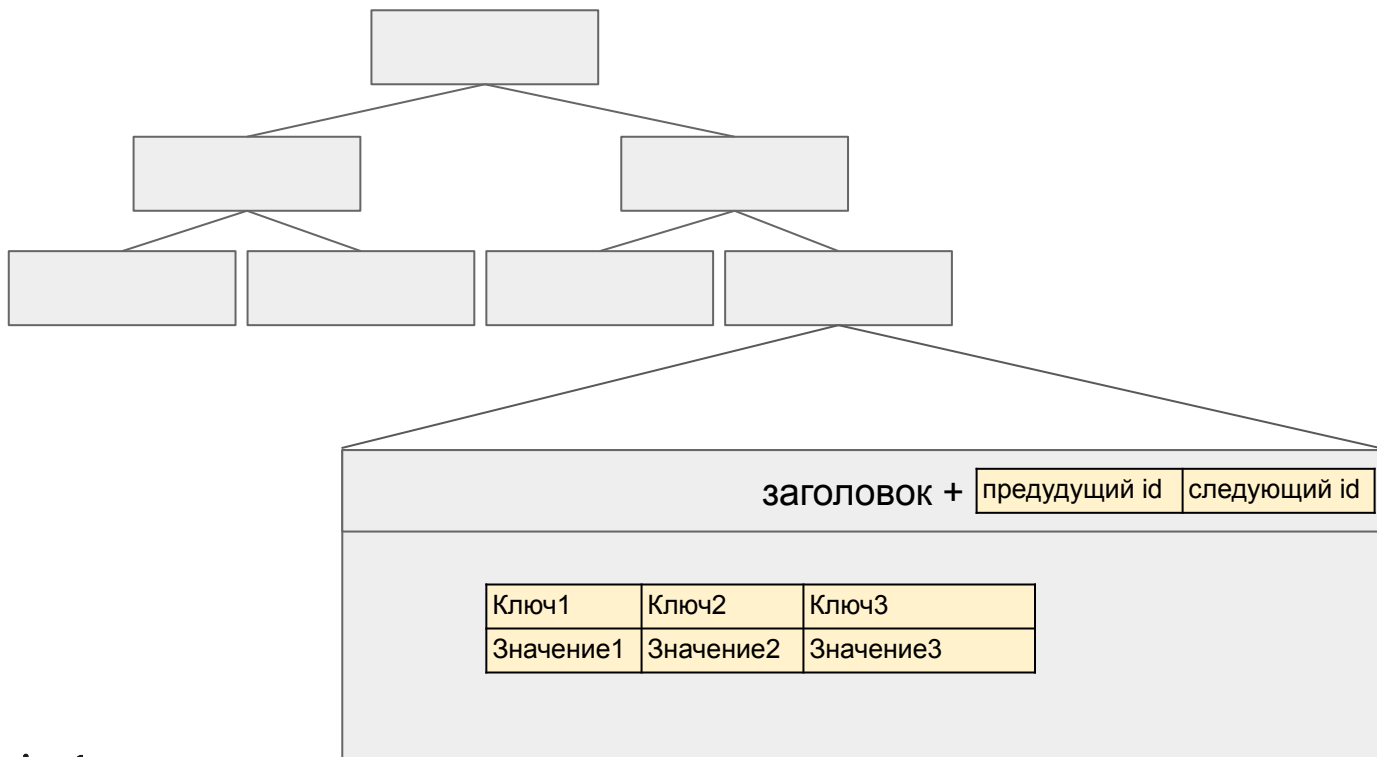 заголовок + предудущий id следующий id
Ключ1 Ключ2 Ключ3
Значение1 Значение2 Значение3